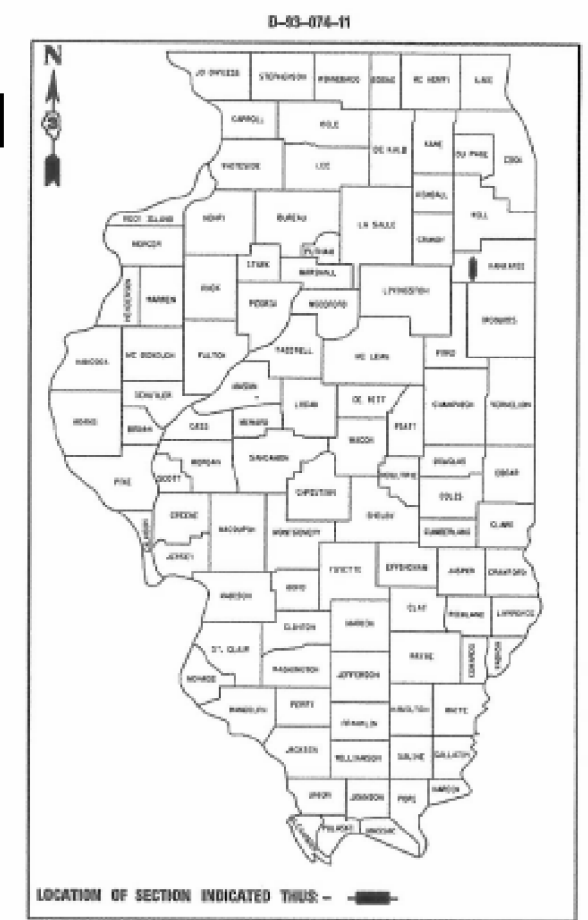 D-93-074-11
N
JO DAVIESS STEPHENSON WINNEBAGO BOONE MC HENRY LAKE
CARROLL OGLE
DE KALB KANE DU PAGE COOK
WHITESIDE LEE
KENDALL
ROCK ISLAND HENRY BUREAU LA SALLE WILL
MERCER GRUNDY
PUTNAM
STARK MARSHALL KANKAKEE
HENDERSON WARREN KNOX PEORIA WOODFORD LIVINGSTON
IROQUOIS
HANCOCK MC DONOUGH FULTON TAZEWELL MC LEAN FORD
MASON
SCHUYLER LOGAN DE WITT CHAMPAIGN VERMILION
ADAMS BROWN CASS MENARD PIATT
MACON
MORGAN SANGAMON DOUGLAS EDGAR
PIKE SCOTT MOULTRIE
CHRISTIAN COLES
GREENE MACOUPIN SHELBY
CALHOUN MONTGOMERY CUMBERLAND CLARK
JERSEY
FAYETTE EFFINGHAM JASPER CRAWFORD
MADISON BOND
CLAY RICHLAND LAWRENCE
CLINTON MARION
ST. CLAIR WAYNE EDWARDS WABASH
WASHINGTON JEFFERSON
MONROE
RANDOLPH PERRY HAMILTON WHITE
FRANKLIN
JACKSON WILLIAMSON SALINE GALLATIN
UNION JOHNSON POPE HARDIN
ALEXANDER PULASKI MASSAC
LOCATION OF SECTION INDICATED THUS: -